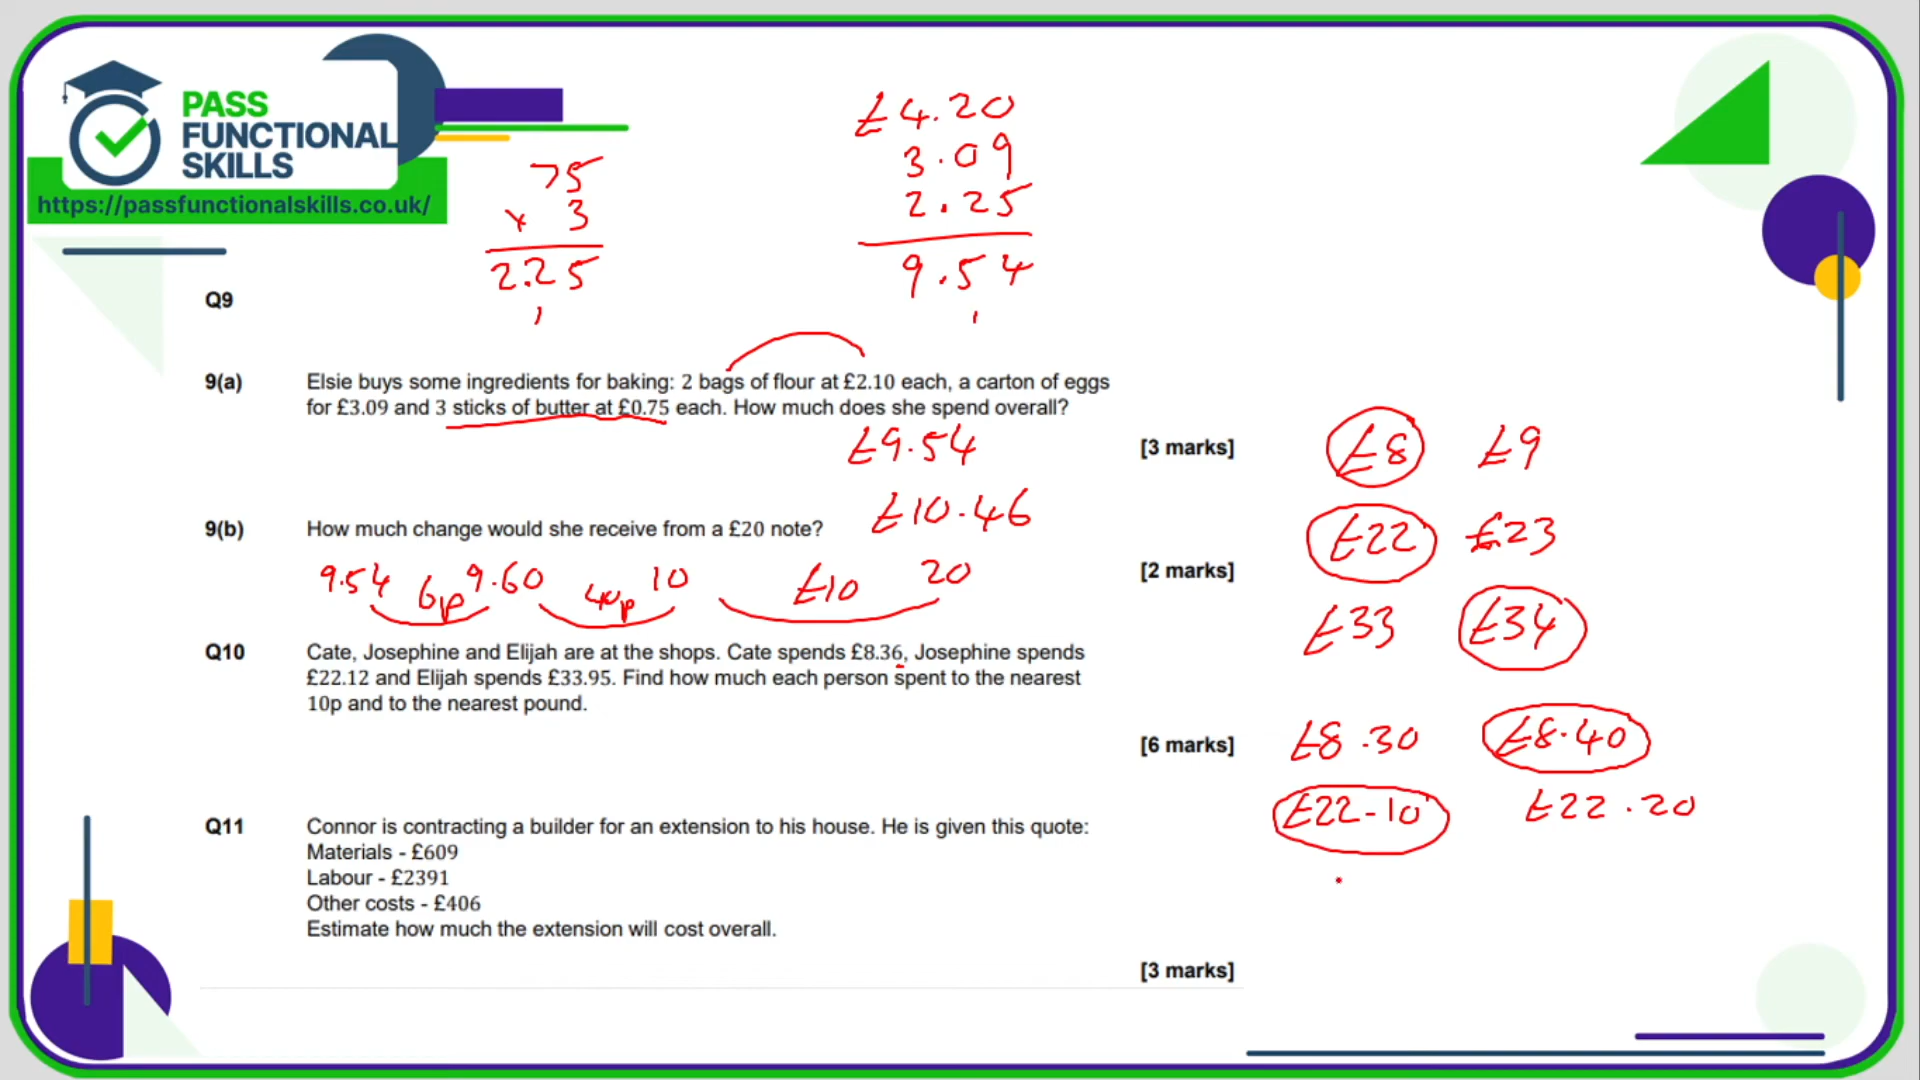 PASS
FUNCTIONAL
SKILLS
https://passfunctionalskills.co.uk/
75
x 3
2.25
1
£4.20
3.09
2.25
9.54
1
Q9
9(a) Elsie buys some ingredients for baking: 2 bags of flour at £2.10 each, a carton of eggs
for £3.09 and 3 sticks of butter at £0.75 each. How much does she spend overall?
£9.54
[3 marks]
£8 £9
9(b) How much change would she receive from a £20 note?
£10.46
£22 £23
9.54 6p 9.60 40p 10 £10 20
[2 marks]
£33 £34
Q10 Cate, Josephine and Elijah are at the shops. Cate spends £8.36, Josephine spends
£22.12 and Elijah spends £33.95. Find how much each person spent to the nearest
10p and to the nearest pound.
[6 marks]
£8.30 £8.40
£22-10 £22.20
Q11 Connor is contracting a builder for an extension to his house. He is given this quote:
Materials - £609
Labour - £2391
Other costs - £406
Estimate how much the extension will cost overall.
[3 marks]